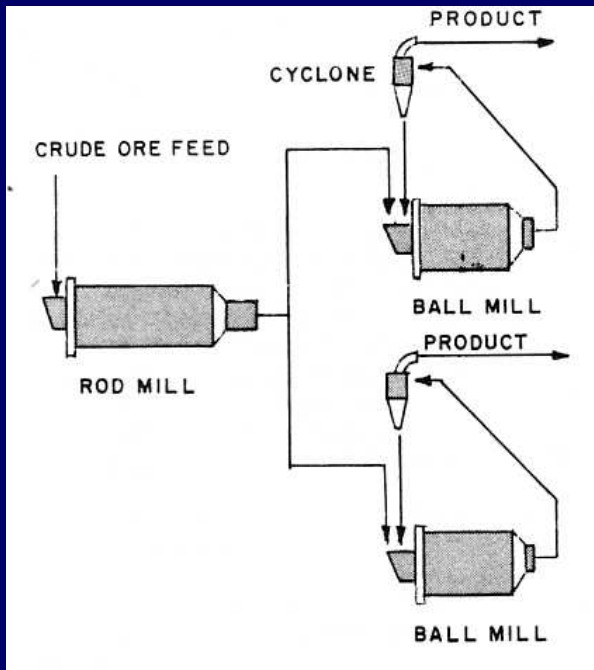 PRODUCT
CYCLONE
CRUDE ORE FEED
BALL MILL
PRODUCT
ROD MILL
BALL MILL